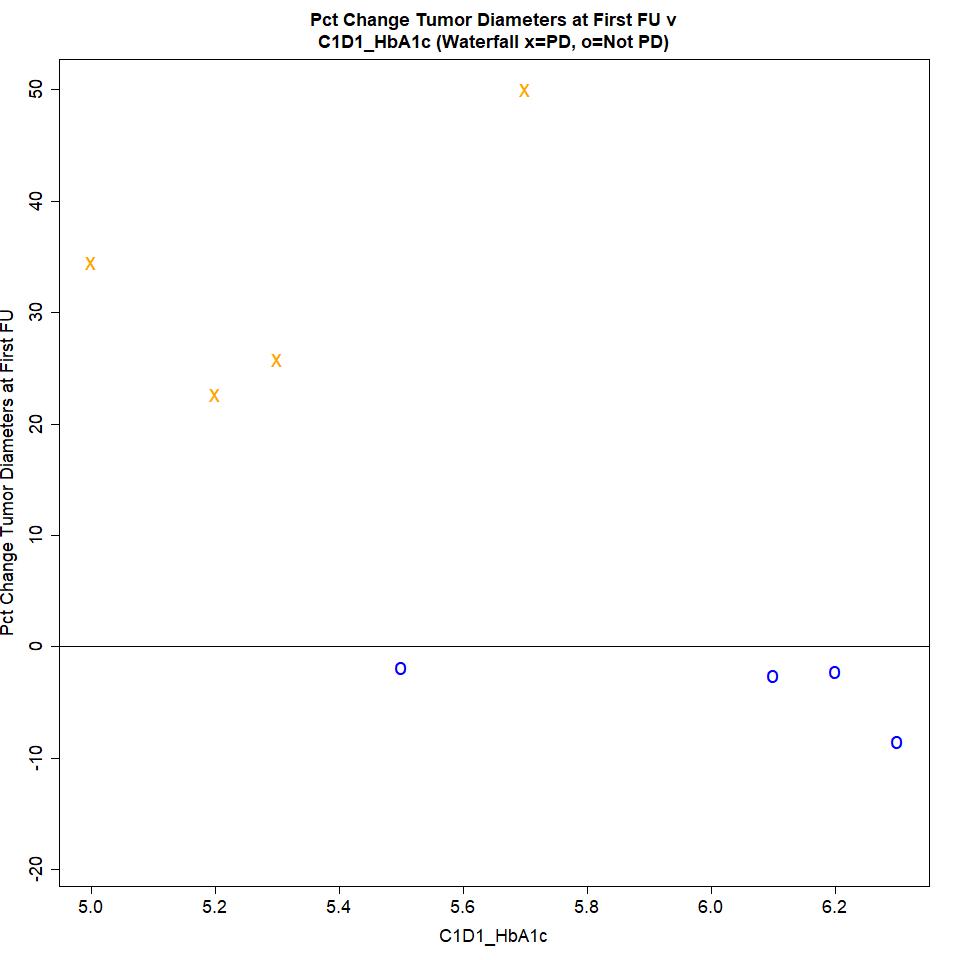 Pct Change Tumor Diameters at First FU v
C1D1_HbA1c (Waterfall x=PD, o=Not PD)
Pct Change Tumor Diameters at First FU
50
40
30
20
10
0
-10
-20
x
x
x
x
o
o
o
o
5.0
5.2
5.4
5.6
5.8
6.0
6.2
C1D1_HbA1c